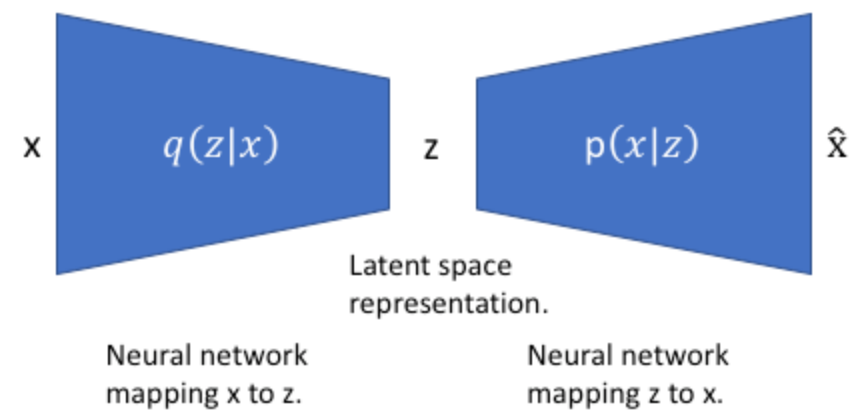 x
q(z|x)
z
p(x|z)
x̂
Latent space
representation.
Neural network
mapping x to z.
Neural network
mapping z to x.